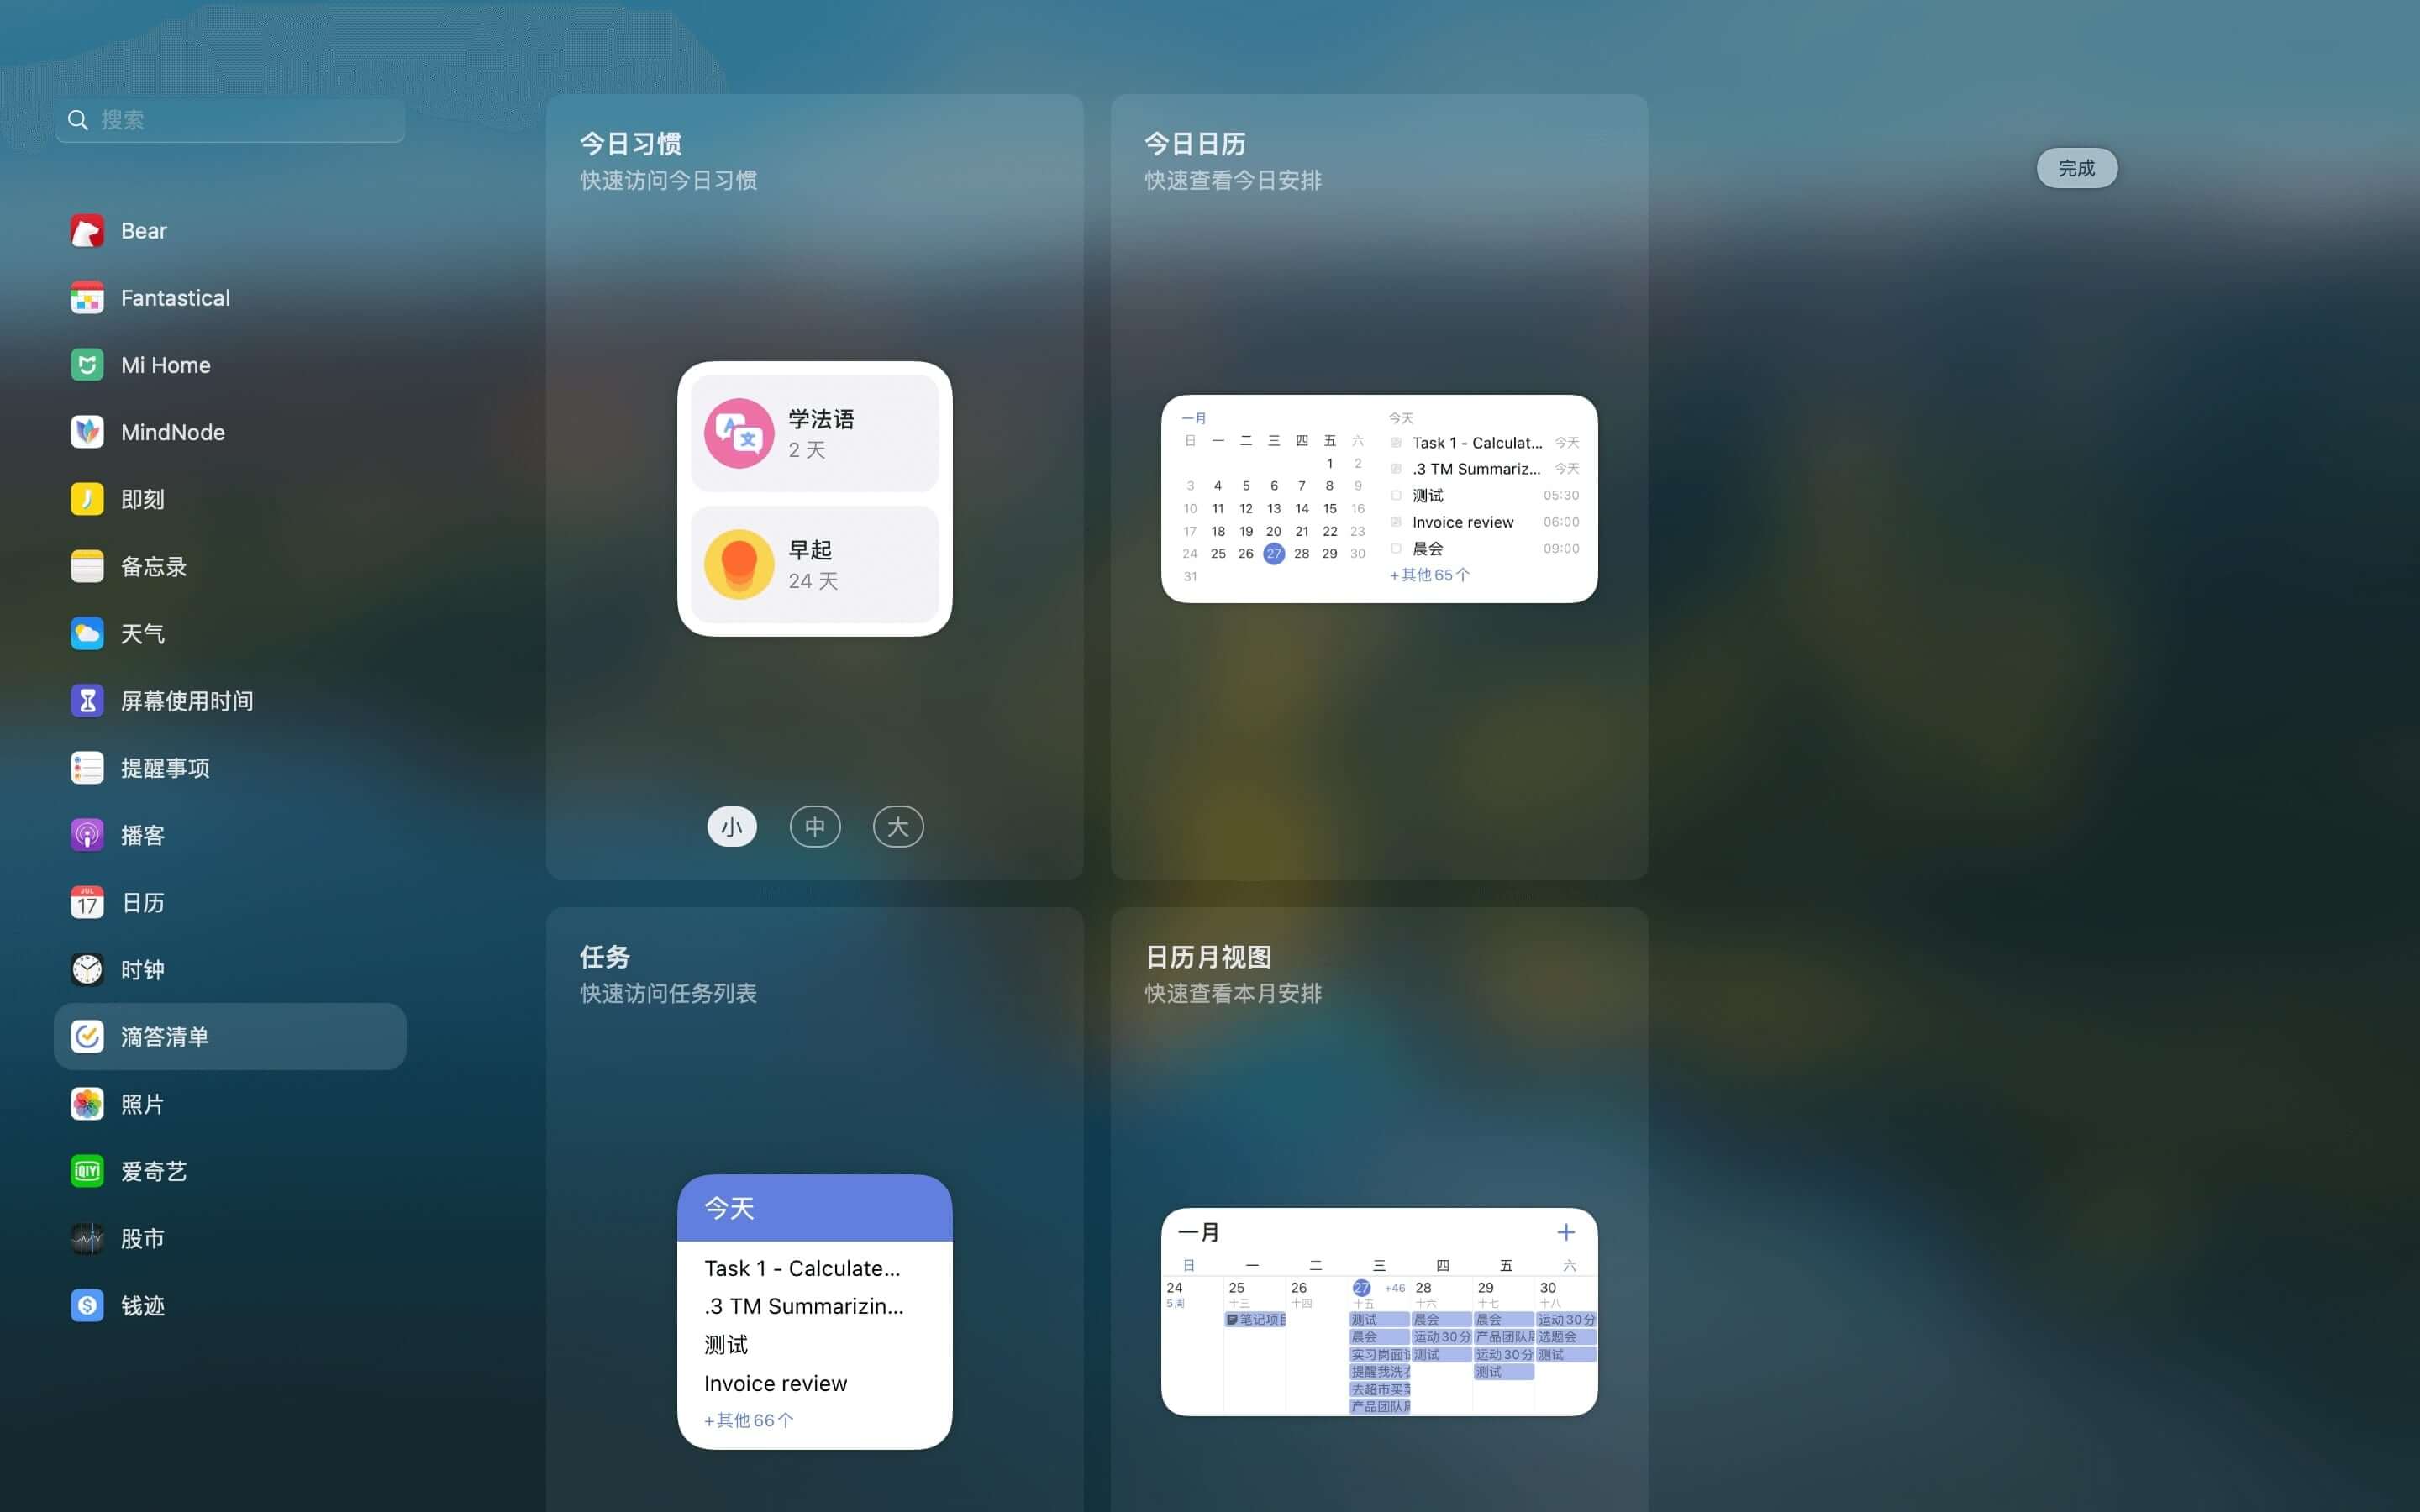 搜索
Bear
Fantastical
Mi Home
MindNode
即刻
备忘录
天气
屏幕使用时间
提醒事项
播客
JUL
17
日历
时钟
滴答清单
照片
iQIY
爱奇艺
股市
钱迹
今日习惯
快速访问今日习惯
A
文
学法语
2 天
早起
24 天
小 中 大
今日日历
快速查看今日安排
一月
日 一 二 三 四 五 六
1 2
3 4 5 6 7 8 9
10 11 12 13 14 15 16
17 18 19 20 21 22 23
24 25 26 27 28 29 30
31
今天
Task 1 - Calculat... 今天
.3 TM Summariz... 今天
测试 05:30
Invoice review 06:00
晨会 09:00
+其他 65 个
完成
任务
快速访问任务列表
今天
Task 1 - Calculate...
.3 TM Summarizin...
测试
Invoice review
+其他 66 个
日历月视图
快速查看本月安排
一月 +
日 一 二 三 四 五 六
24 25 26 27 +46 28 29 30
5周 十三 十四 十五 十六 十七 十八
笔记项目 测试 晨会 晨会 运动30分
晨会 运动30分 产品团队 选题会
实习岗面 测试 运动30分 测试
提醒我洗 测试
去超市买
产品团队